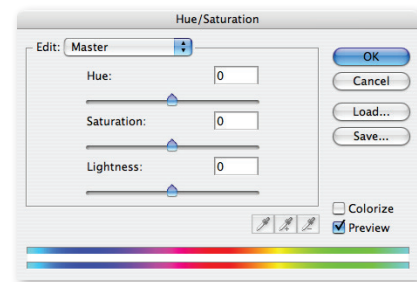 Hue/Saturation
Edit: Master
OK
Hue: 0
Cancel
Load...
Saturation: 0
Save...
Lightness: 0
Colorize
Preview